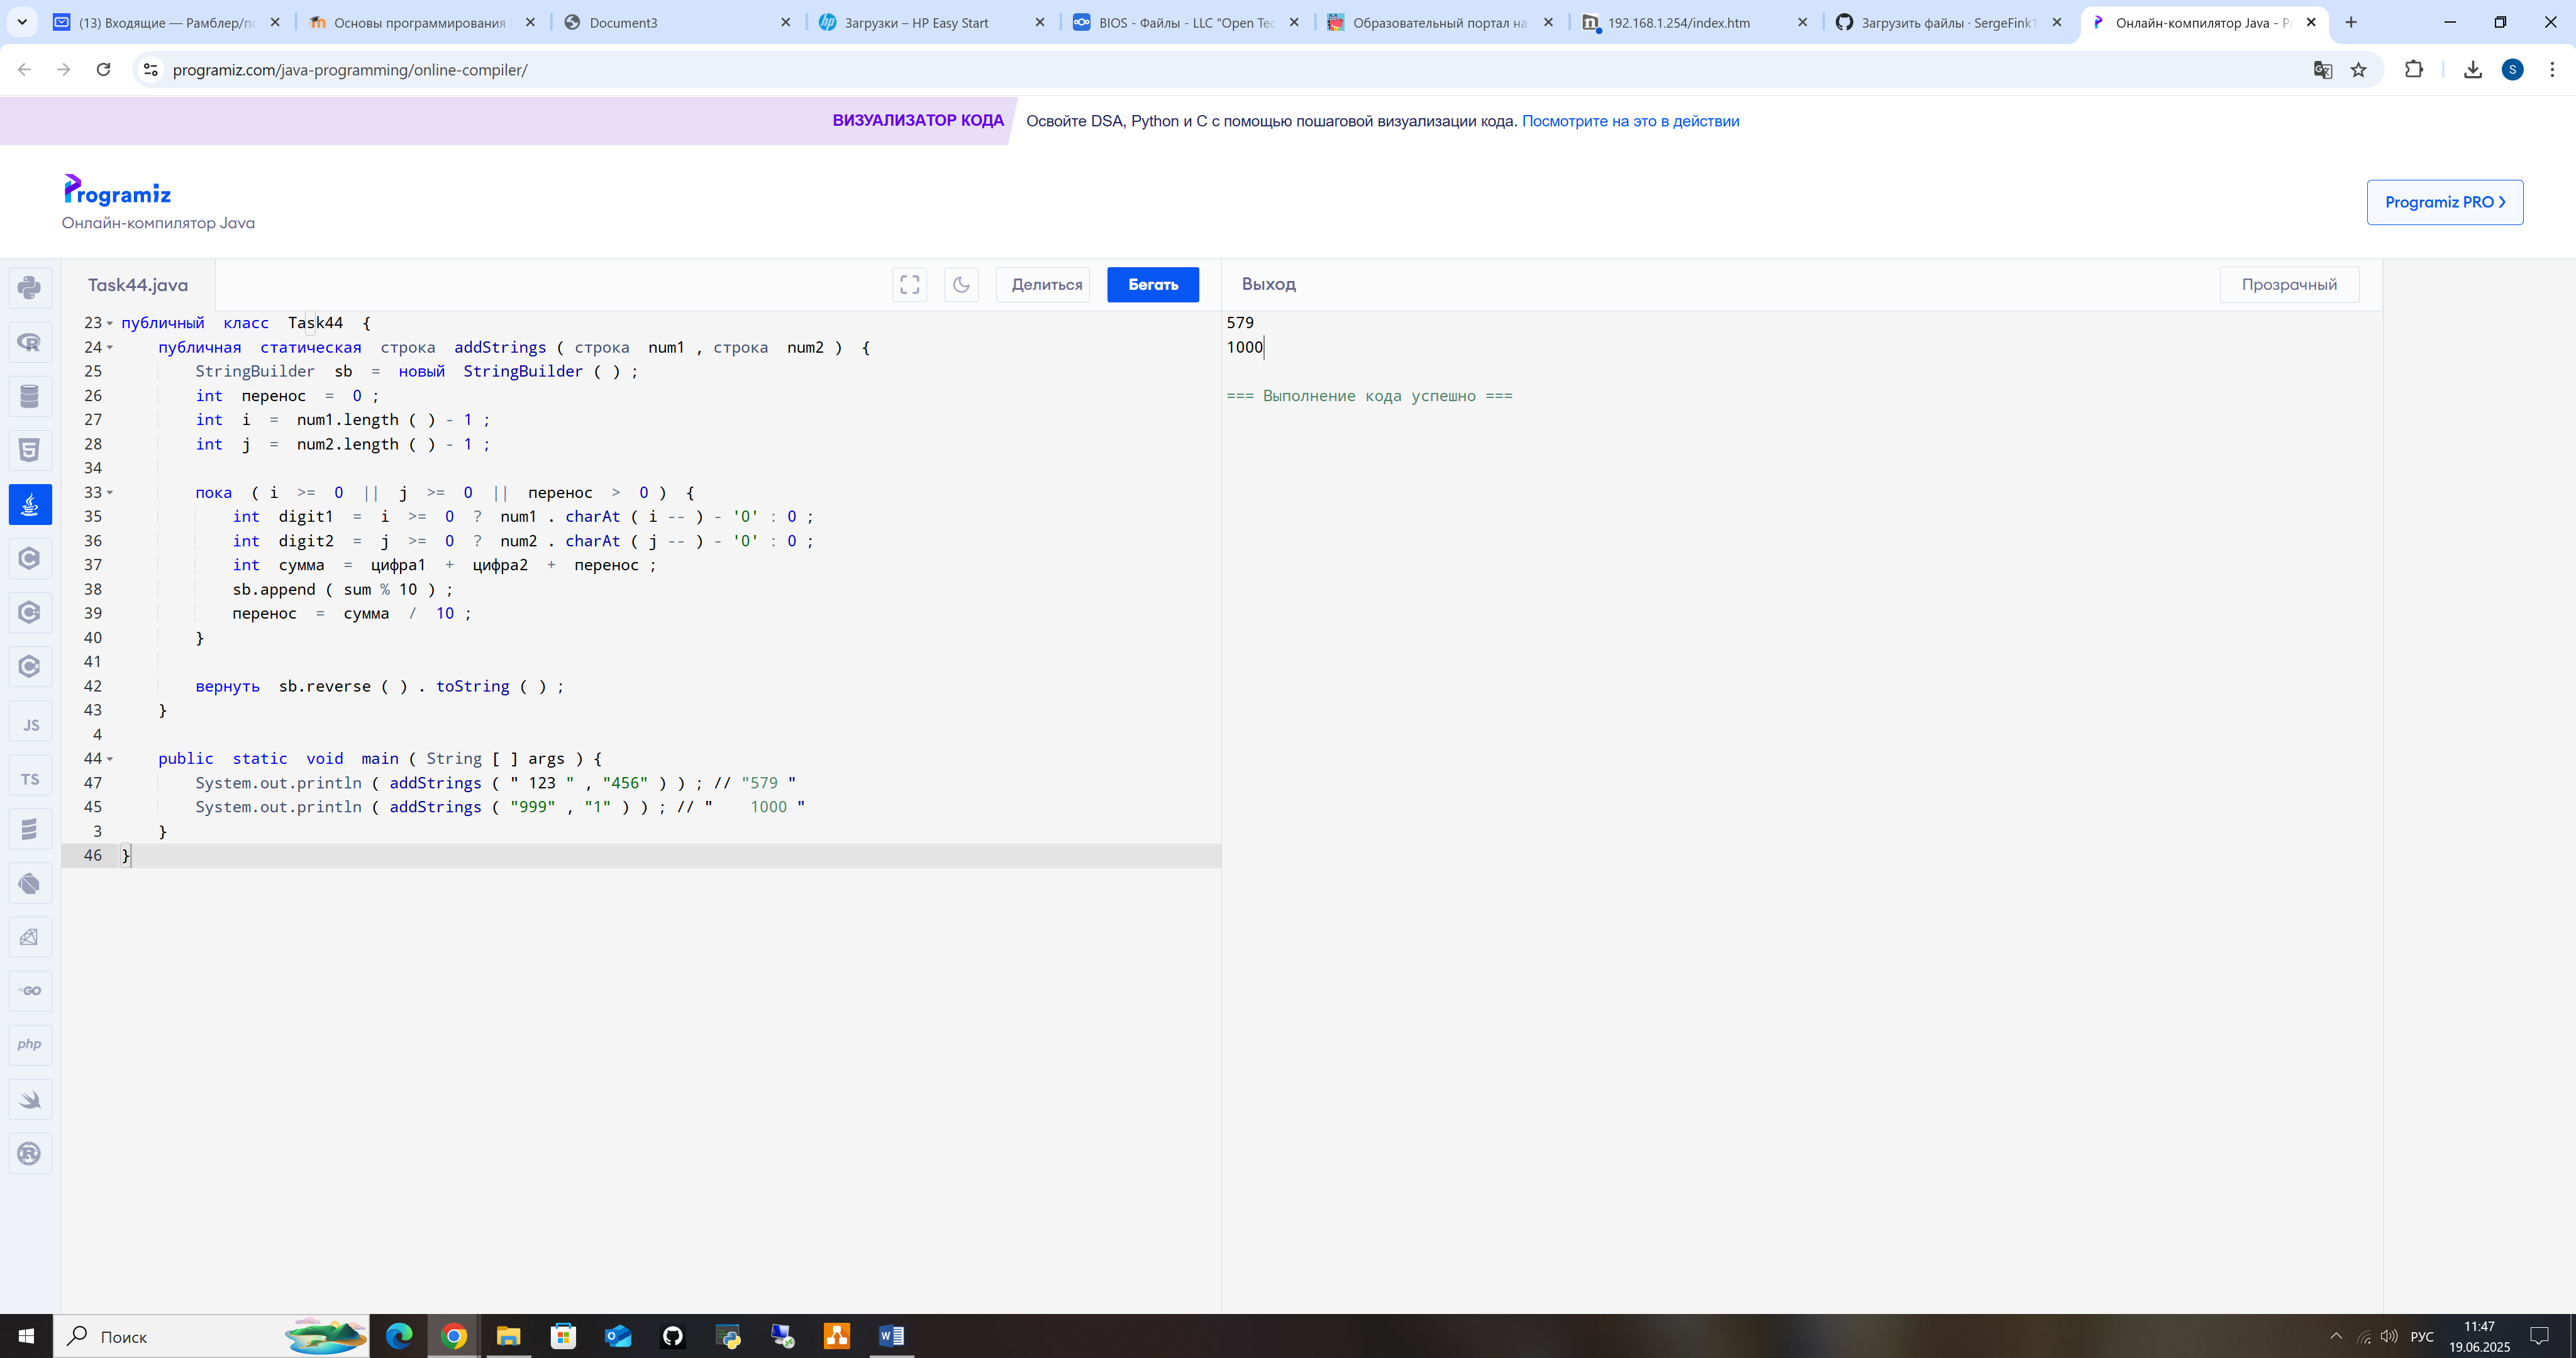 (13) Входящие — Рамблер/по
Основы программирования
Document3
Загрузки – HP Easy Start
BIOS - Файлы - LLC "Open Tec
Образовательный портал на
192.168.1.254/index.htm
Загрузить файлы · SergeFink1
Онлайн-компилятор Java - Pr
programiz.com/java-programming/online-compiler/
S
ВИЗУАЛИЗАТОР КОДА
Освойте DSA, Python и C с помощью пошаговой визуализации кода. Посмотрите на это в действии
Programiz
Онлайн-компилятор Java
Programiz PRO
Task44.java
Делиться
Бегать
Выход
Прозрачный
23 публичный класс Task44 {
24 публичная статическая строка addStrings ( строка num1 , строка num2 ) {
25 StringBuilder sb = новый StringBuilder ( ) ;
26 int перенос = 0 ;
27 int i = num1.length ( ) - 1 ;
28 int j = num2.length ( ) - 1 ;
34
33 пока ( i >= 0 || j >= 0 || перенос > 0 ) {
35 int digit1 = i >= 0 ? num1 . charAt ( i -- ) - '0' : 0 ;
36 int digit2 = j >= 0 ? num2 . charAt ( j -- ) - '0' : 0 ;
37 int сумма = цифра1 + цифра2 + перенос ;
38 sb.append ( sum % 10 ) ;
39 перенос = сумма / 10 ;
40 }
41
42 вернуть sb.reverse ( ) . toString ( ) ;
43 }
4
44 public static void main ( String [ ] args ) {
47 System.out.println ( addStrings ( " 123 " , "456" ) ) ; // "579 "
45 System.out.println ( addStrings ( "999" , "1" ) ) ; // " 1000 "
3 }
46 }
579
1000
=== Выполнение кода успешно ===
JS
TS
GO
php
Поиск
РУС
11:47
19.06.2025